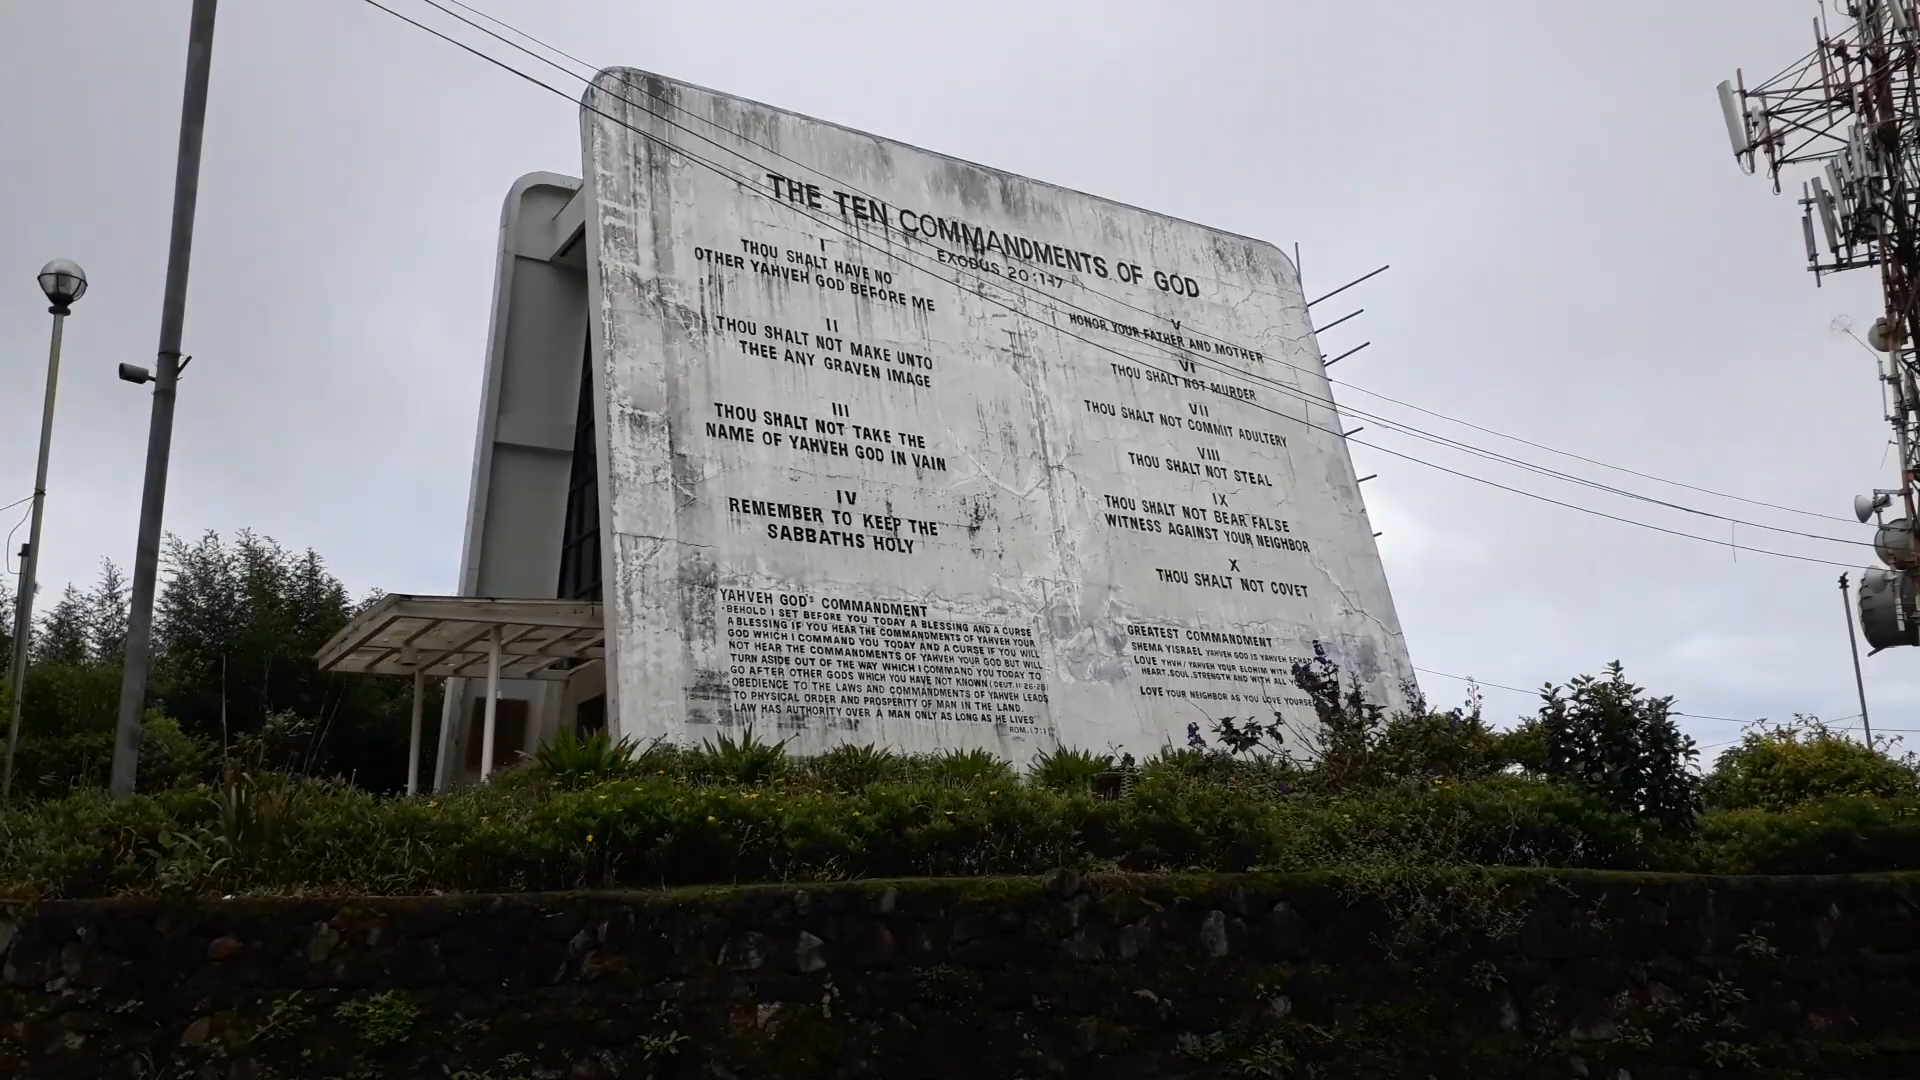 THE TEN COMMANDMENTS OF GOD
EXODUS 20:1-17
I
THOU SHALT HAVE NO
OTHER YAHVEH GOD BEFORE ME
II
THOU SHALT NOT MAKE UNTO
THEE ANY GRAVEN IMAGE
III
THOU SHALT NOT TAKE THE
NAME OF YAHVEH GOD IN VAIN
IV
REMEMBER TO KEEP THE
SABBATHS HOLY
V
HONOR YOUR FATHER AND MOTHER
VI
THOU SHALT NOT MURDER
VII
THOU SHALT NOT COMMIT ADULTERY
VIII
THOU SHALT NOT STEAL
IX
THOU SHALT NOT BEAR FALSE
WITNESS AGAINST YOUR NEIGHBOR
X
THOU SHALT NOT COVET
YAHVEH GOD'S COMMANDMENT
·BEHOLD I SET BEFORE YOU TODAY A BLESSING AND A CURSE
A BLESSING IF YOU HEAR THE COMMANDMENTS OF YAHVEH YOUR
GOD WHICH I COMMAND YOU TODAY AND A CURSE IF YOU WILL
NOT HEAR THE COMMANDMENTS OF YAHVEH YOUR GOD BUT WILL
TURN ASIDE OUT OF THE WAY WHICH I COMMAND YOU TODAY TO
GO AFTER OTHER GODS WHICH YOU HAVE NOT KNOWN (DEUT. 11:26-28)
·OBEDIENCE TO THE LAWS AND COMMANDMENTS OF YAHVEH LEADS
TO PHYSICAL ORDER AND PROSPERITY OF MAN IN THE LAND.
LAW HAS AUTHORITY OVER A MAN ONLY AS LONG AS HE LIVES
ROM. (7:1)
GREATEST COMMANDMENT
SHEMA YISRAEL YAHVEH GOD IS YAHVEH ECHAD
LOVE YHVH/YAHVEH YOUR ELOHIM WITH
HEART, SOUL, STRENGTH AND WITH ALL
LOVE YOUR NEIGHBOR AS YOU LOVE YOURSE